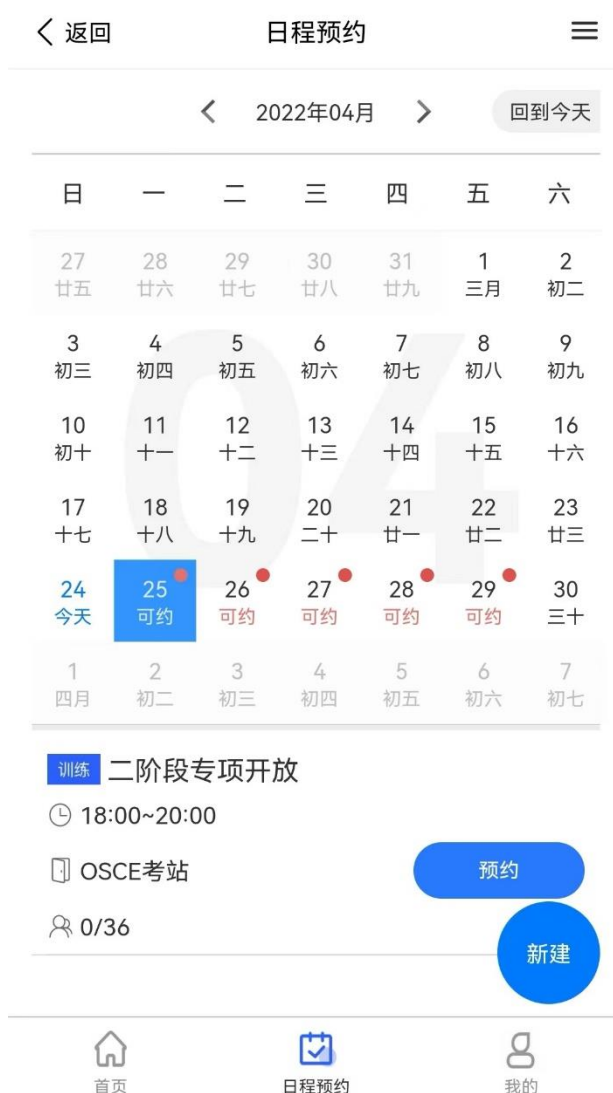 返回 日程预约
2022年04月 回到今天
日 一 二 三 四 五 六
27 28 29 30 31 1 2
廿五 廿六 廿七 廿八 廿九 三月 初二
3 4 5 6 7 8 9
初三 初四 初五 初六 初七 初八 初九
10 11 12 13 14 15 16
初十 十一 十二 十三 十四 十五 十六
17 18 19 20 21 22 23
十七 十八 十九 二十 廿一 廿二 廿三
24 25 26 27 28 29 30
今天 可约 可约 可约 可约 可约 三十
1 2 3 4 5 6 7
四月 初二 初三 初四 初五 初六 初七
04
训练 二阶段专项开放
18:00~20:00
OSCE考站 预约
0/36
新建
首页 日程预约 我的